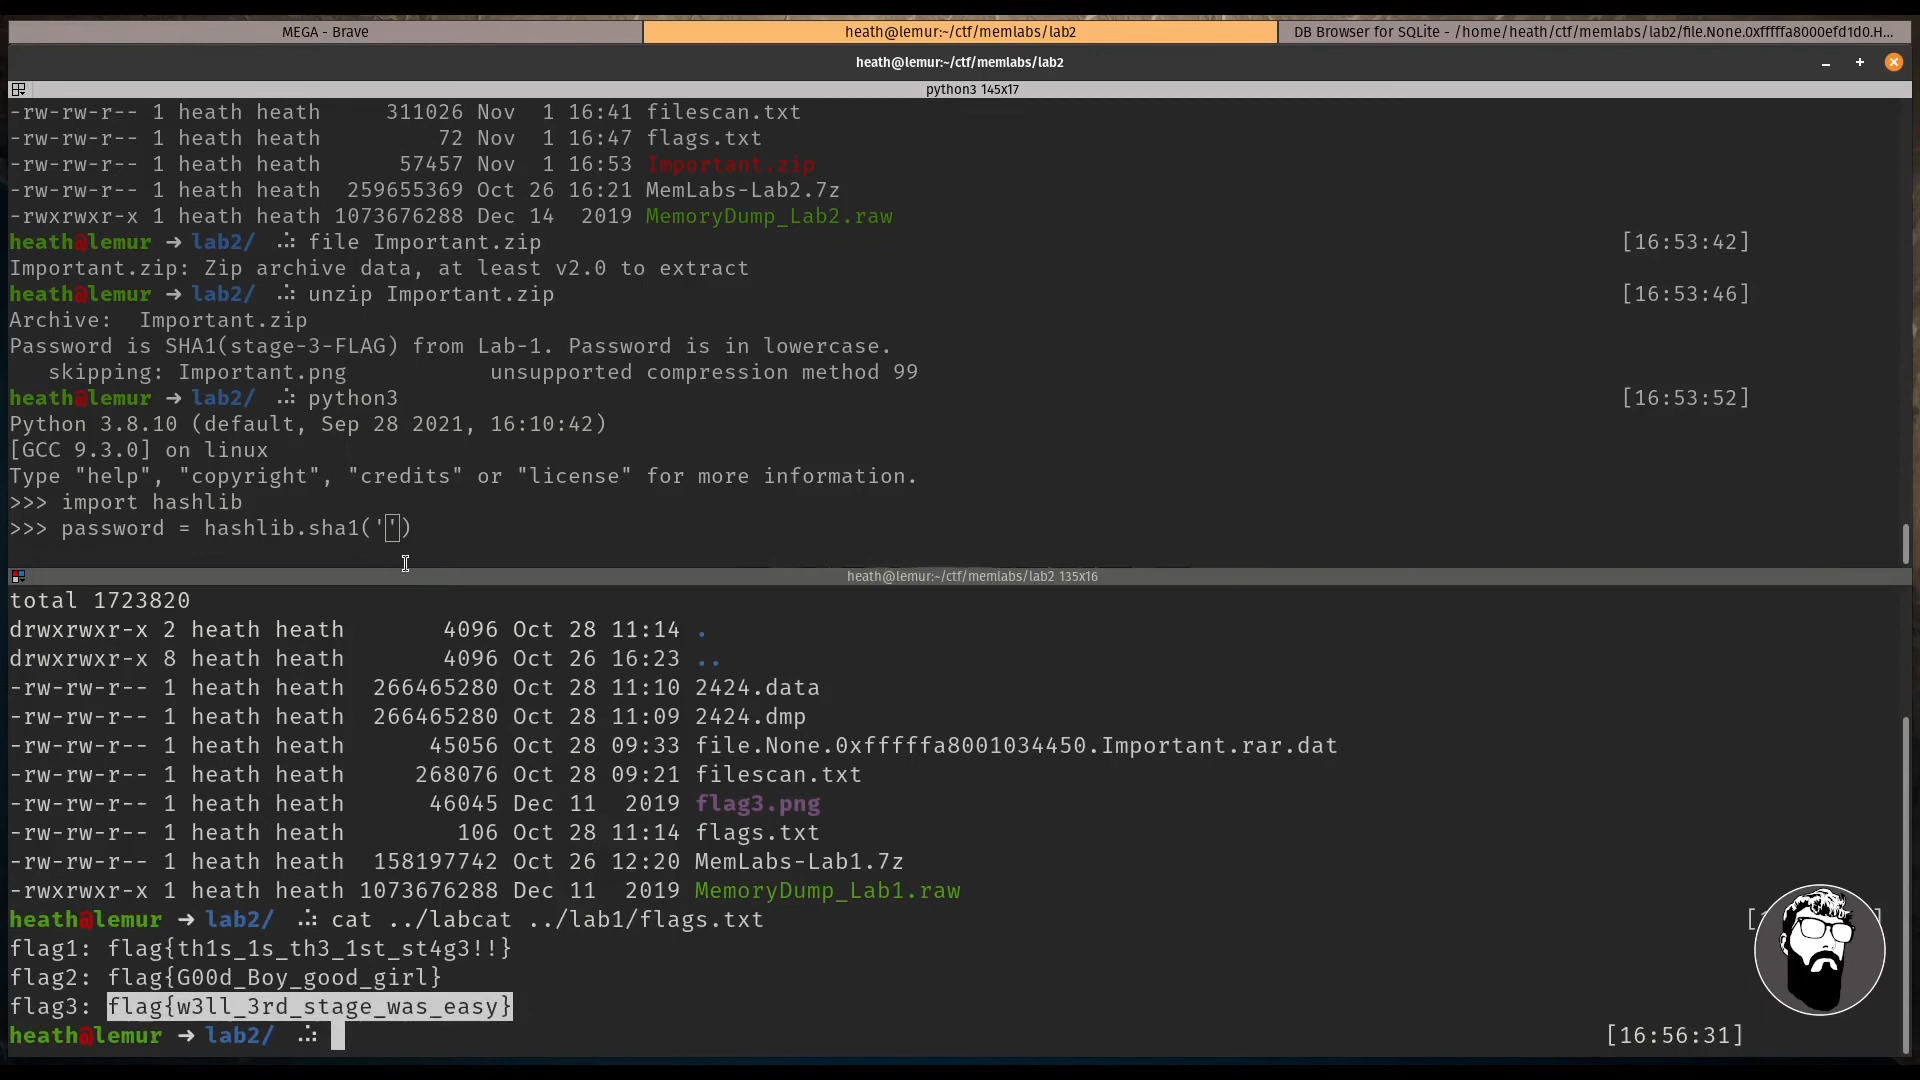 MEGA - Brave
heath@lemur:~/ctf/memlabs/lab2
DB Browser for SQLite - /home/heath/ctf/memlabs/lab2/file.None.0xfffffa8000efd1d0.H...
heath@lemur:~/ctf/memlabs/lab2
python3 145x17
-rw-rw-r-- 1 heath heath     311026 Nov  1 16:41 filescan.txt
-rw-rw-r-- 1 heath heath         72 Nov  1 16:47 flags.txt
-rw-rw-r-- 1 heath heath      57457 Nov  1 16:53 Important.zip
-rw-rw-r-- 1 heath heath  259655369 Oct 26 16:21 MemLabs-Lab2.7z
-rwxrwxr-x 1 heath heath 1073676288 Dec 14  2019 MemoryDump_Lab2.raw
heath@lemur ➜ lab2/ ⛬ file Important.zip [16:53:42]
Important.zip: Zip archive data, at least v2.0 to extract
heath@lemur ➜ lab2/ ⛬ unzip Important.zip [16:53:46]
Archive:  Important.zip
Password is SHA1(stage-3-FLAG) from Lab-1. Password is in lowercase.
   skipping: Important.png           unsupported compression method 99
heath@lemur ➜ lab2/ ⛬ python3 [16:53:52]
Python 3.8.10 (default, Sep 28 2021, 16:10:42)
[GCC 9.3.0] on linux
Type "help", "copyright", "credits" or "license" for more information.
>>> import hashlib
>>> password = hashlib.sha1('')
heath@lemur:~/ctf/memlabs/lab2 135x16
total 1723820
drwxrwxr-x 2 heath heath       4096 Oct 28 11:14 .
drwxrwxr-x 8 heath heath       4096 Oct 26 16:23 ..
-rw-rw-r-- 1 heath heath  266465280 Oct 28 11:10 2424.data
-rw-rw-r-- 1 heath heath  266465280 Oct 28 11:09 2424.dmp
-rw-rw-r-- 1 heath heath      45056 Oct 28 09:33 file.None.0xfffffa8001034450.Important.rar.dat
-rw-rw-r-- 1 heath heath     268076 Oct 28 09:21 filescan.txt
-rw-rw-r-- 1 heath heath      46045 Dec 11  2019 flag3.png
-rw-rw-r-- 1 heath heath        106 Oct 28 11:14 flags.txt
-rw-rw-r-- 1 heath heath  158197742 Oct 26 12:20 MemLabs-Lab1.7z
-rwxrwxr-x 1 heath heath 1073676288 Dec 11  2019 MemoryDump_Lab1.raw
heath@lemur ➜ lab2/ ⛬ cat ../labcat ../lab1/flags.txt
flag1: flag{th1s_1s_th3_1st_st4g3!!}
flag2: flag{G00d_Boy_good_girl}
flag3: flag{w3ll_3rd_stage_was_easy}
heath@lemur ➜ lab2/ ⛬ [16:56:31]